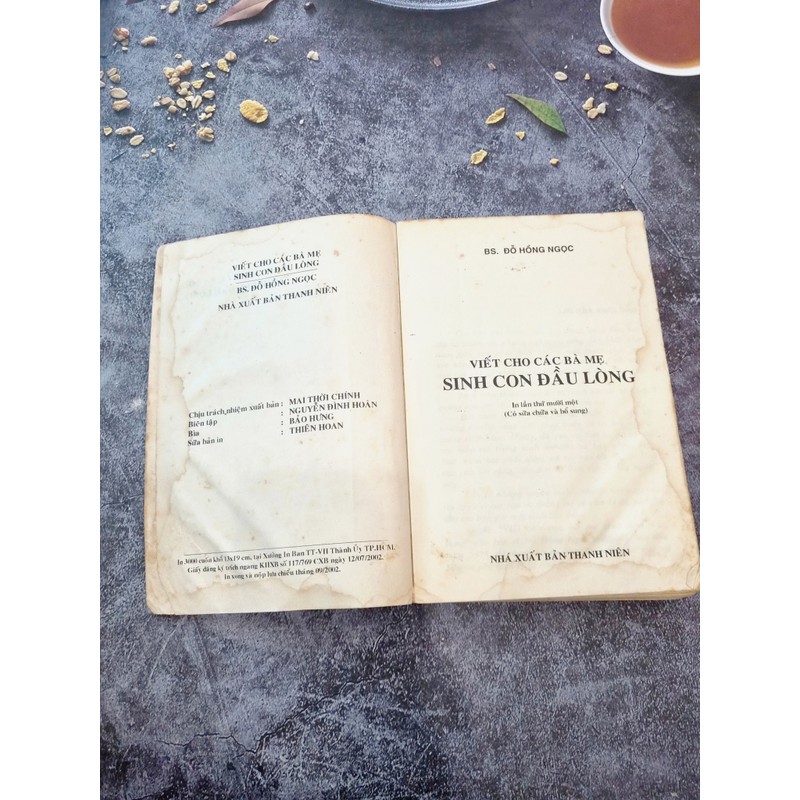 VIẾT CHO CÁC BÀ MẸ
SINH CON ĐẦU LÒNG
BS. ĐỖ HỒNG NGỌC
NHÀ XUẤT BẢN THANH NIÊN
Chịu trách nhiệm xuất bản : MAI THỜI CHÍNH
Biên tập : NGUYỄN ĐÌNH HOÀN
Bìa : BẢO HƯNG
Sửa bản in : THIÊN HOAN
In 3000 cuốn khổ 13x19 cm, tại Xưởng In Ban TT-VH Thành Ủy TP.HCM.
Giấy đăng ký trích ngang KHXB số 117/769 CXB ngày 12/07/2002.
In xong và nộp lưu chiểu tháng 09/2002.
BS. ĐỖ HỒNG NGỌC
VIẾT CHO CÁC BÀ MẸ
SINH CON ĐẦU LÒNG
In lần thứ mười một
(Có sửa chữa và bổ sung)
NHÀ XUẤT BẢN THANH NIÊN